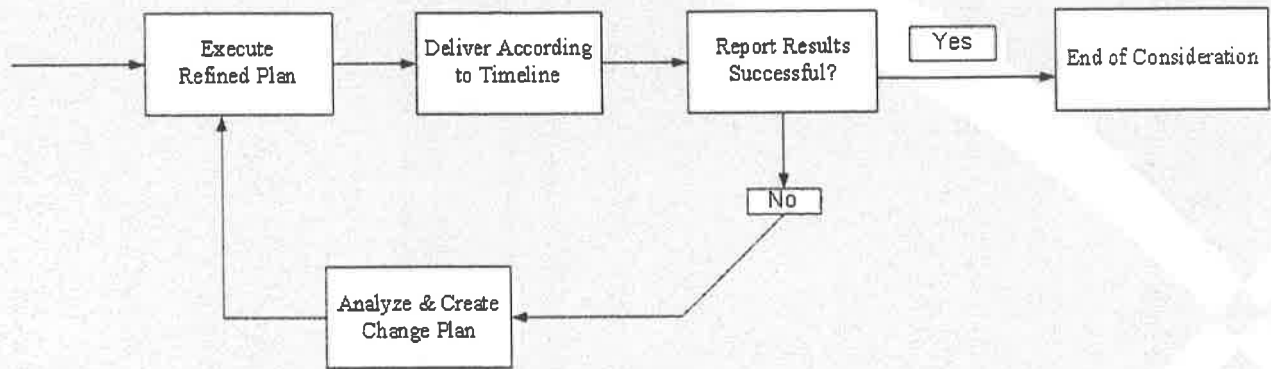 Execute
Refined Plan
Deliver According
to Timeline
Report Results
Successful?
Yes
End of Consideration
No
Analyze & Create
Change Plan